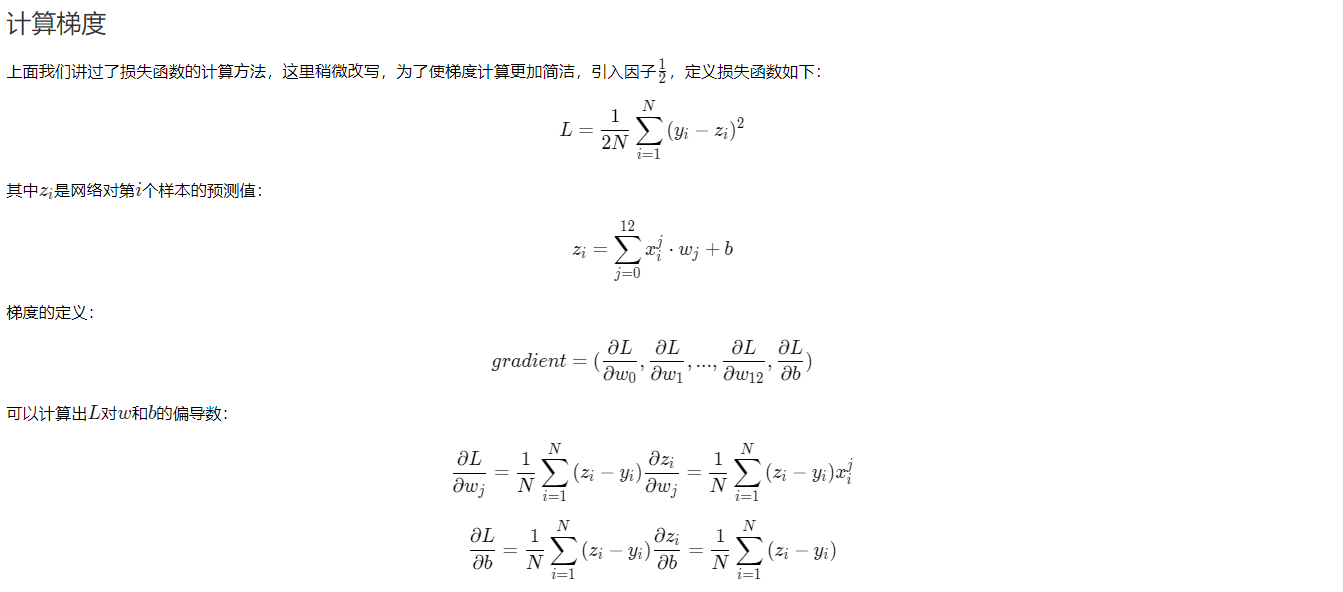 计算梯度
上面我们讲过了损失函数的计算方法，这里稍微改写，为了使梯度计算更加简洁，引入因子$\frac{1}{2}$，定义损失函数如下：
$L = \frac{1}{2N} \sum_{i=1}^{N} (y_i - z_i)^2$
其中$z_i$是网络对第$i$个样本的预测值：
$z_i = \sum_{j=0}^{12} x_i^j \cdot w_j + b$
梯度的定义：
$gradient = (\frac{\partial L}{\partial w_0}, \frac{\partial L}{\partial w_1}, ..., \frac{\partial L}{\partial w_{12}}, \frac{\partial L}{\partial b})$
可以计算出$L$对$w$和$b$的偏导数：
$\frac{\partial L}{\partial w_j} = \frac{1}{N} \sum_{i=1}^{N} (z_i - y_i) \frac{\partial z_i}{\partial w_j} = \frac{1}{N} \sum_{i=1}^{N} (z_i - y_i) x_i^j$
$\frac{\partial L}{\partial b} = \frac{1}{N} \sum_{i=1}^{N} (z_i - y_i) \frac{\partial z_i}{\partial b} = \frac{1}{N} \sum_{i=1}^{N} (z_i - y_i)$